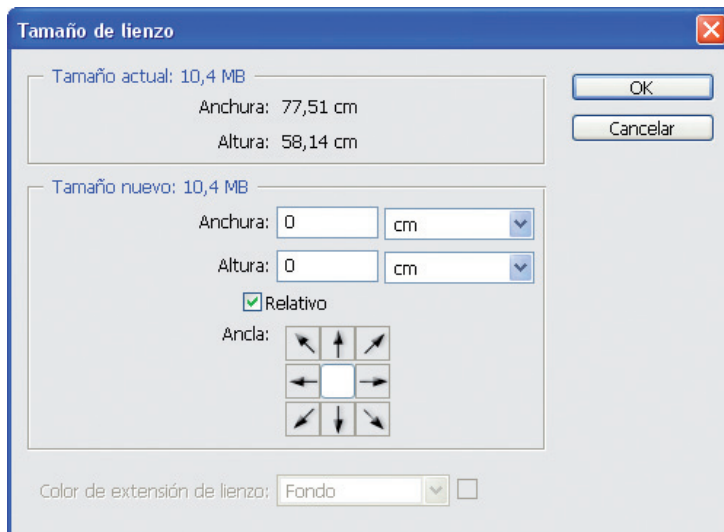 Tamaño de lienzo
Tamaño actual: 10,4 MB
Anchura: 77,51 cm
Altura: 58,14 cm
OK
Cancelar
Tamaño nuevo: 10,4 MB
Anchura: 0 cm
Altura: 0 cm
Relativo
Ancla:
Color de extensión de lienzo: Fondo